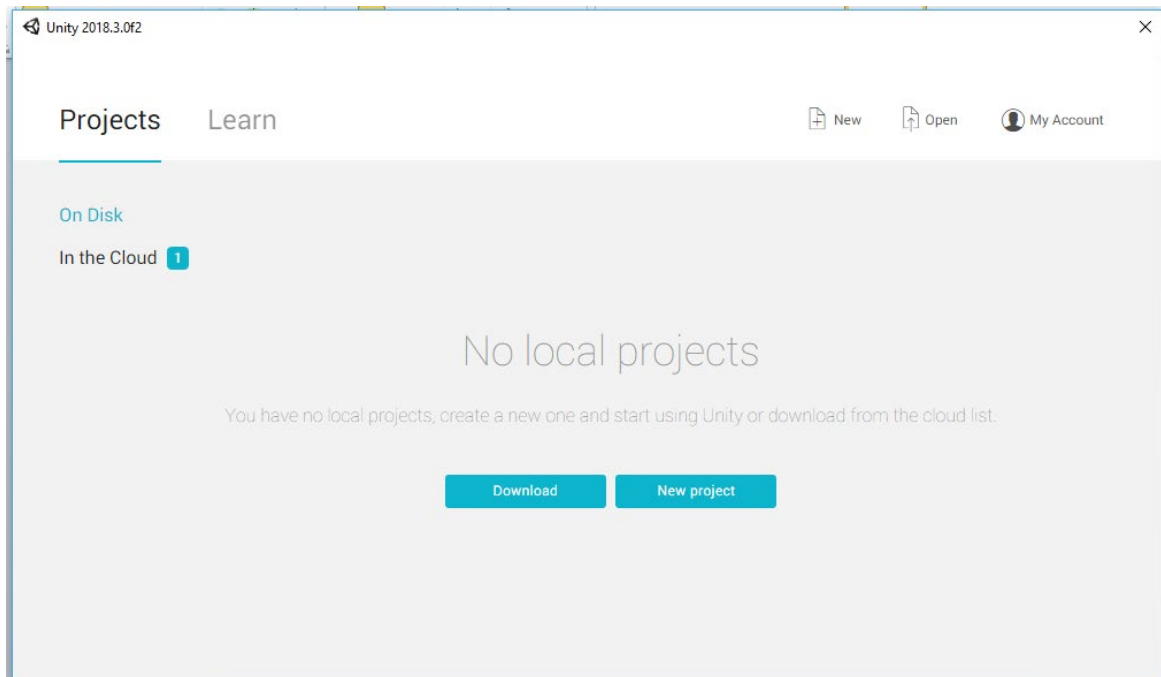 Unity 2018.3.0f2
Projects Learn New Open My Account
On Disk
In the Cloud 1
No local projects
You have no local projects, create a new one and start using Unity or download from the cloud list.
Download New project